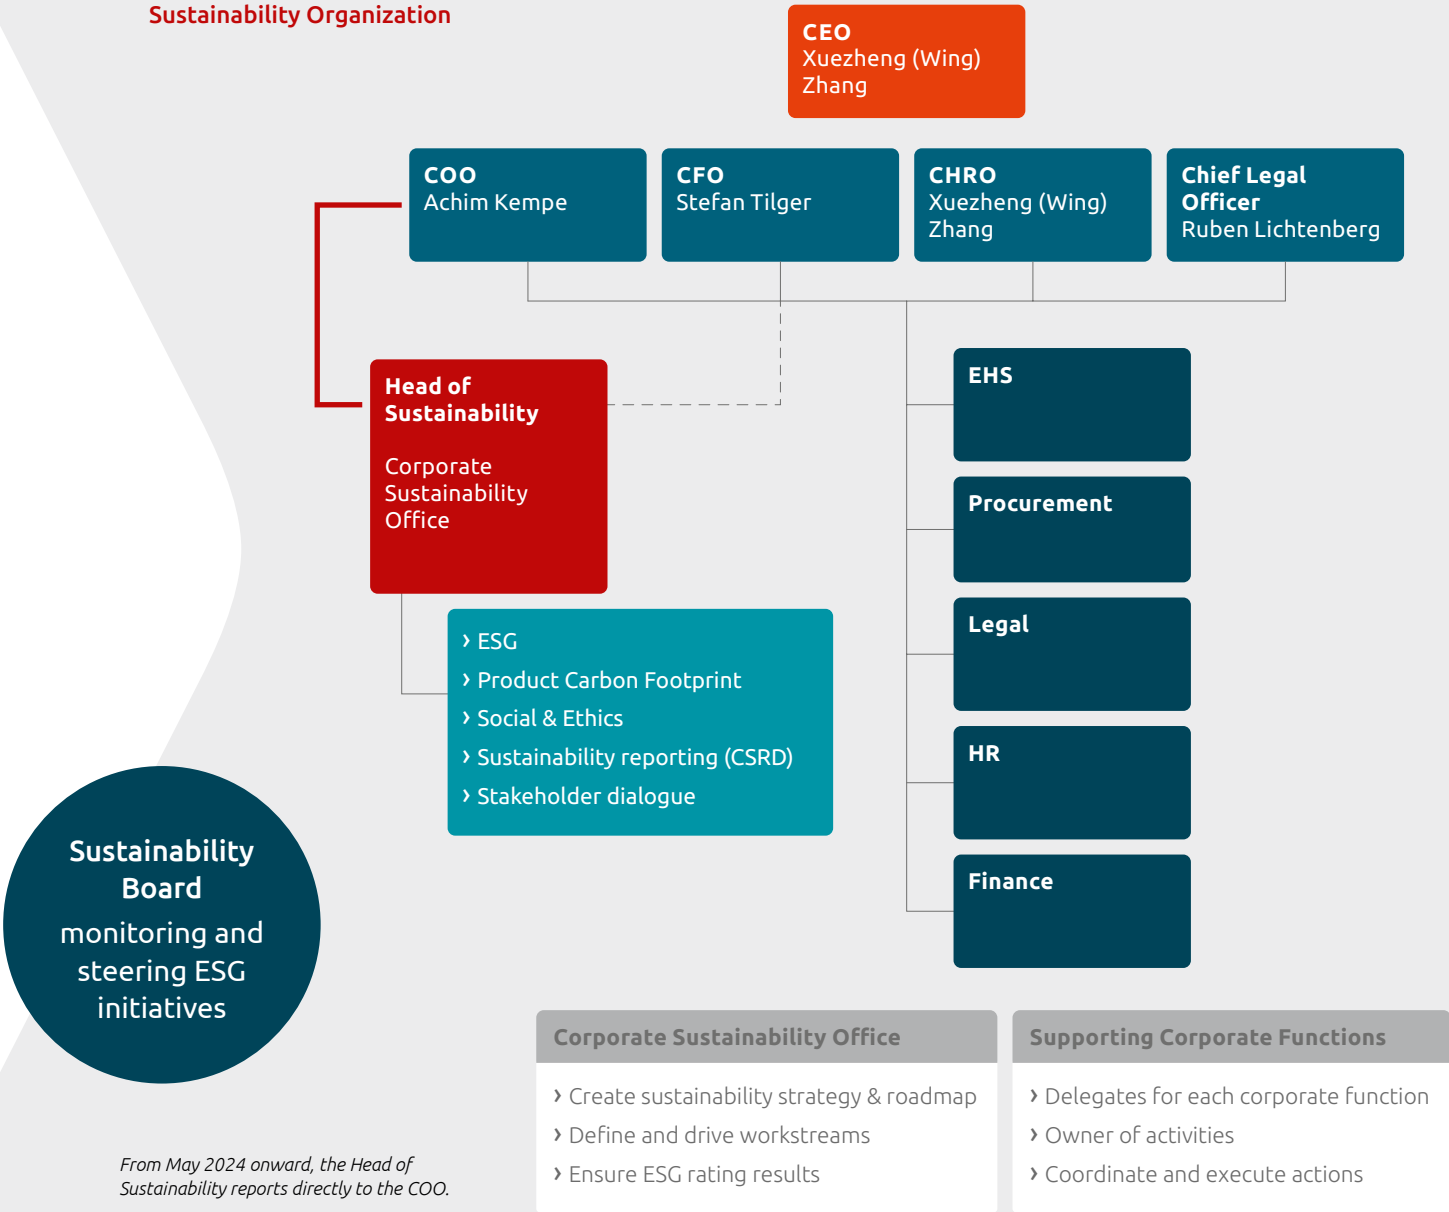 Sustainability Organization
CEO
Xuezheng (Wing)
Zhang
COO
Achim Kempe
CFO
Stefan Tilger
CHRO
Xuezheng (Wing)
Zhang
Chief Legal
Officer
Ruben Lichtenberg
Head of
Sustainability
Corporate
Sustainability
Office
› ESG
› Product Carbon Footprint
› Social & Ethics
› Sustainability reporting (CSRD)
› Stakeholder dialogue
EHS
Procurement
Legal
HR
Finance
Sustainability
Board
monitoring and
steering ESG
initiatives
Corporate Sustainability Office
› Create sustainability strategy & roadmap
› Define and drive workstreams
› Ensure ESG rating results
Supporting Corporate Functions
› Delegates for each corporate function
› Owner of activities
› Coordinate and execute actions
From May 2024 onward, the Head of
Sustainability reports directly to the COO.